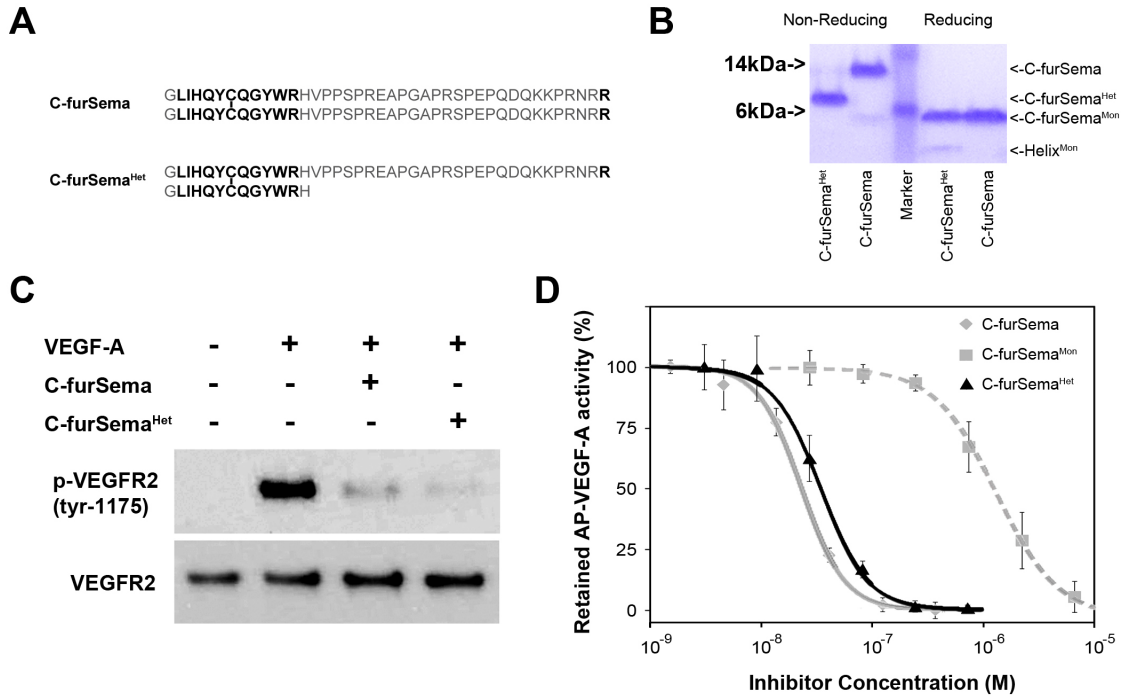 A
C-furSema
GLIHQYCQGYWRHVPPSPREAPGAPRSPEPQDQKKPRNRR
GLIHQYCQGYWRHVPPSPREAPGAPRSPEPQDQKKPRNRR
C-furSemaHet
GLIHQYCQGYWRHVPPSPREAPGAPRSPEPQDQKKPRNRR
GLIHQYCQGYWRH
B
Non-Reducing Reducing
14kDa->
6kDa->
<-C-furSema
<-C-furSemaHet
<-C-furSemaMon
<-HelixMon
C-furSemaHet
C-furSema
Marker
C-furSemaHet
C-furSema
C
VEGF-A - + + +
C-furSema - - + -
C-furSemaHet - - - +
p-VEGFR2
(tyr-1175)
VEGFR2
D
Retained AP-VEGF-A activity (%)
100
75
50
25
0
10-9 10-8 10-7 10-6 10-5
Inhibitor Concentration (M)
C-furSema
C-furSemaMon
C-furSemaHet